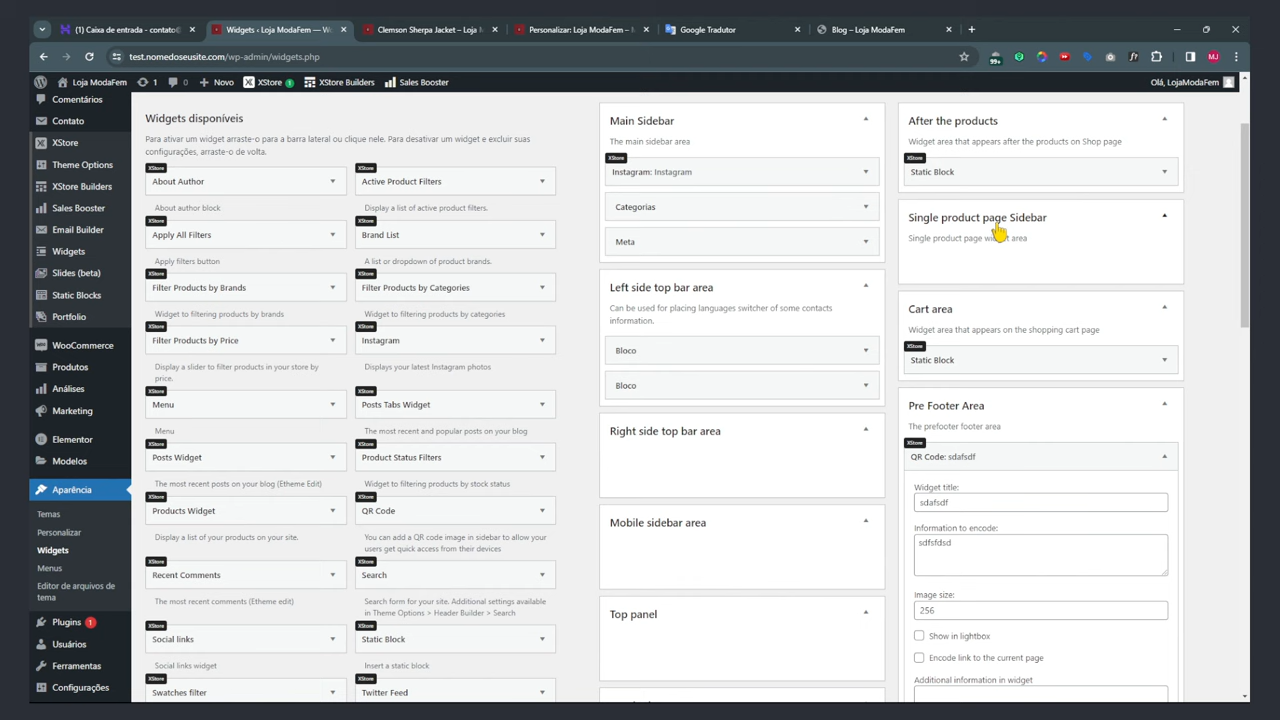 (1) Caixa de entrada - contato@
Widgets ‹ Loja ModaFem — W
Clemson Sherpa Jacket – Loja M
Personalizar: Loja ModaFem – 
Google Tradutor
Blog – Loja ModaFem
test.nomedoseusite.com/wp-admin/widgets.php
99+
MJ
Loja ModaFem
1
0
Novo
XStore
1
XStore Builders
Sales Booster
Olá, LojaModaFem
Comentários
Contato
XStore
Theme Options
XStore Builders
Sales Booster
Email Builder
Widgets
Slides (beta)
Static Blocks
Portfolio
WooCommerce
Produtos
Análises
Marketing
Elementor
Modelos
Aparência
Temas
Personalizar
Widgets
Menus
Editor de arquivos de
tema
Plugins 1
Usuários
Ferramentas
Configurações
Widgets disponíveis
Para ativar um widget arraste-o para a barra lateral ou clique nele. Para desativar um widget e excluir suas
configurações, arraste-o de volta.
XStore
About Author
About author block
XStore
Active Product Filters
Display a list of active product filters.
XStore
Apply All Filters
Apply filters button
XStore
Brand List
A list or dropdown of product brands.
XStore
Filter Products by Brands
Widget to filtering products by brands
XStore
Filter Products by Categories
Widget to filtering products by categories
XStore
Filter Products by Price
Display a slider to filter products in your store by
price.
XStore
Instagram
Displays your latest Instagram photos
XStore
Menu
Menu
XStore
Posts Tabs Widget
The most recent and popular posts on your blog
XStore
Posts Widget
The most recent posts on your blog (Etheme Edit)
XStore
Product Status Filters
Widget to filtering products by stock status
XStore
Products Widget
Display a list of your products on your site.
XStore
QR Code
You can add a QR code image in sidebar to allow your
users get quick access from their devices
XStore
Recent Comments
The most recent comments (Etheme edit)
XStore
Search
Search form for your site. Additional settings available
in Theme Options > Header Builder > Search
XStore
Social links
Social links widget
XStore
Static Block
Insert a static block
XStore
Swatches filter
XStore
Twitter Feed
Main Sidebar
The main sidebar area
XStore
Instagram: Instagram
Categorias
Meta
Left side top bar area
Can be used for placing languages switcher of some contacts
information.
Bloco
Bloco
Right side top bar area
Mobile sidebar area
Top panel
After the products
Widget area that appears after the products on Shop page
XStore
Static Block
Single product page Sidebar
Single product page widget area
Cart area
Widget area that appears on the shopping cart page
XStore
Static Block
Pre Footer Area
The prefooter footer area
XStore
QR Code: sdafsdf
Widget title:
sdafsdf
Information to encode:
sdfsfdsd
Image size:
256
Show in lightbox
Encode link to the current page
Additional information in widget